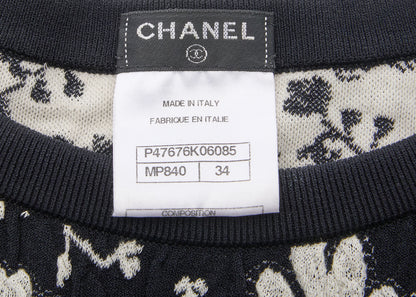 CHANEL
MADE IN ITALY
FABRIQUE EN ITALIE
P47676K06085
MP840 34
COMPOSITION